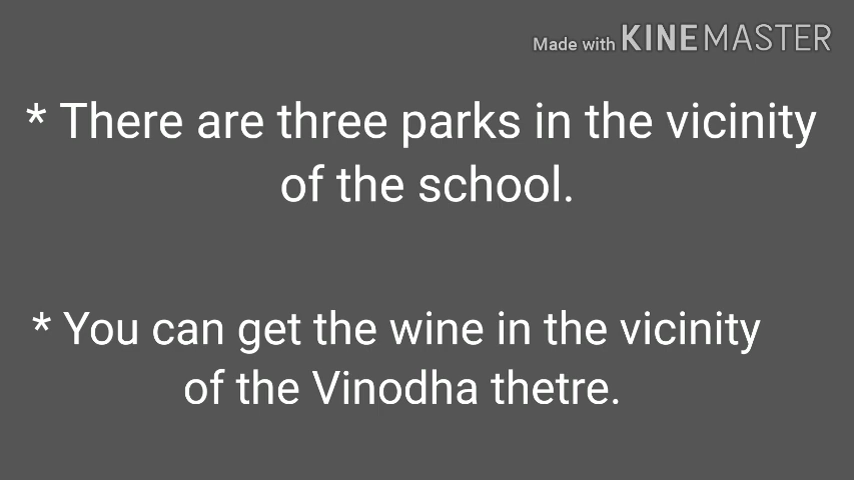 Made with KINEMASTER
* There are three parks in the vicinity
of the school.
* You can get the wine in the vicinity
of the Vinodha thetre.